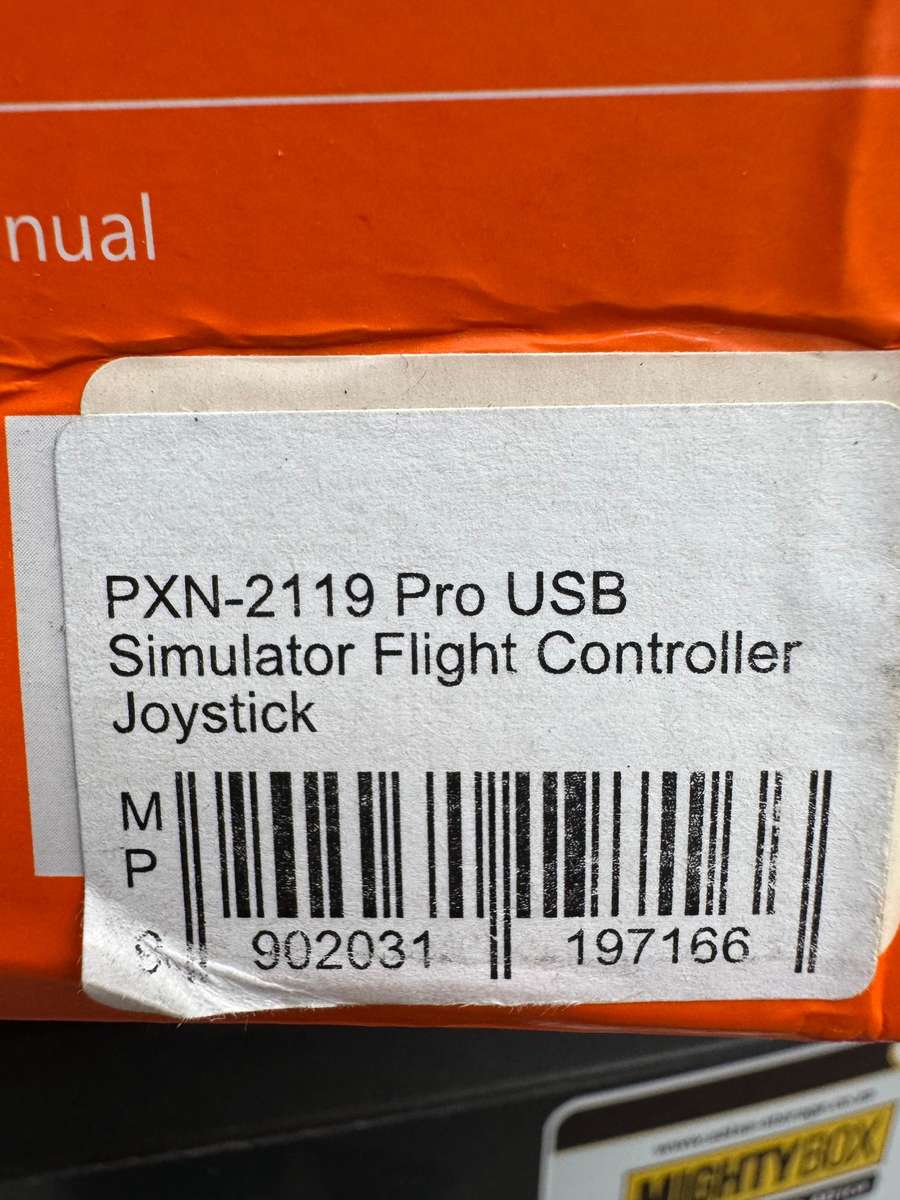 nual
PXN-2119 Pro USB
Simulator Flight Controller
Joystick
M
P
902031 197166
MIGHTYBOX